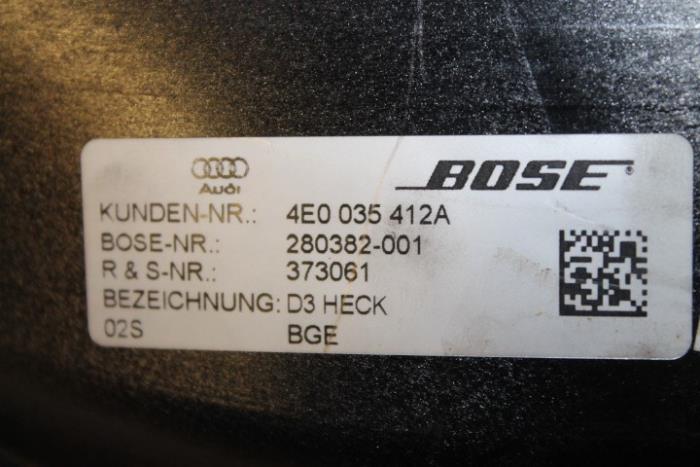 Audi BOSE®
KUNDEN-NR.: 4E0 035 412A
BOSE-NR.: 280382-001
R & S-NR.: 373061
BEZEICHNUNG: D3 HECK
02S BGE